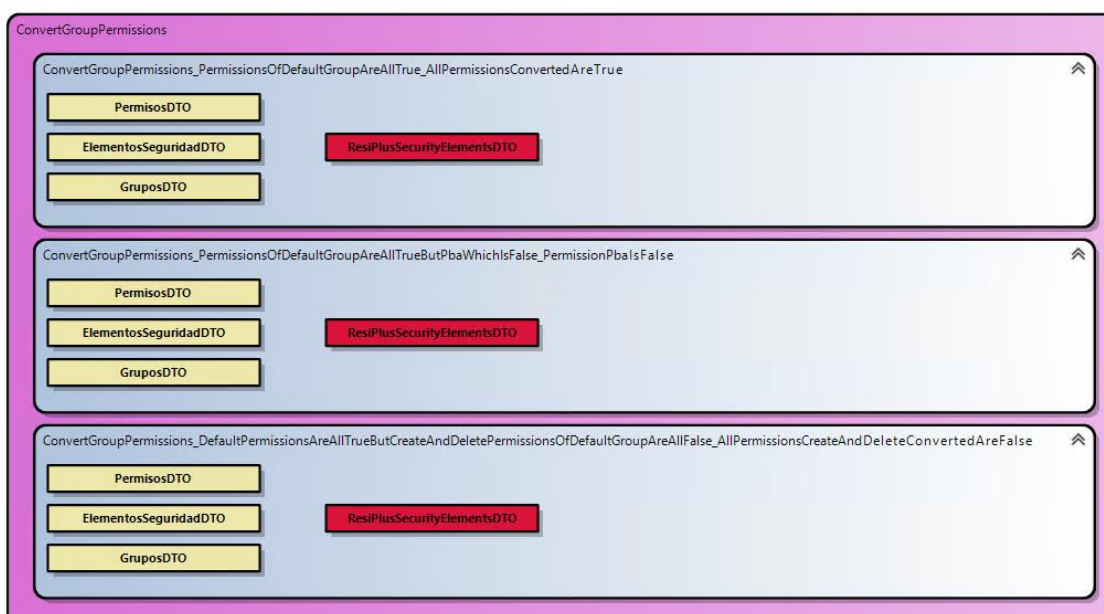 ConvertGroupPermissions
ConvertGroupPermissions_PermissionsOfDefaultGroupAreAllTrue_AllPermissionsConvertedAreTrue
PermisosDTO
ElementosSeguridadDTO
ResiPlusSecurityElementsDTO
GruposDTO
ConvertGroupPermissions_PermissionsOfDefaultGroupAreAllTrueButPbaWhichIsFalse_PermissionPbaIsFalse
PermisosDTO
ElementosSeguridadDTO
ResiPlusSecurityElementsDTO
GruposDTO
ConvertGroupPermissions_DefaultPermissionsAreAllTrueButCreateAndDeletePermissionsOfDefaultGroupAreAllFalse_AllPermissionsCreateAndDeleteConvertedAreFalse
PermisosDTO
ElementosSeguridadDTO
ResiPlusSecurityElementsDTO
GruposDTO